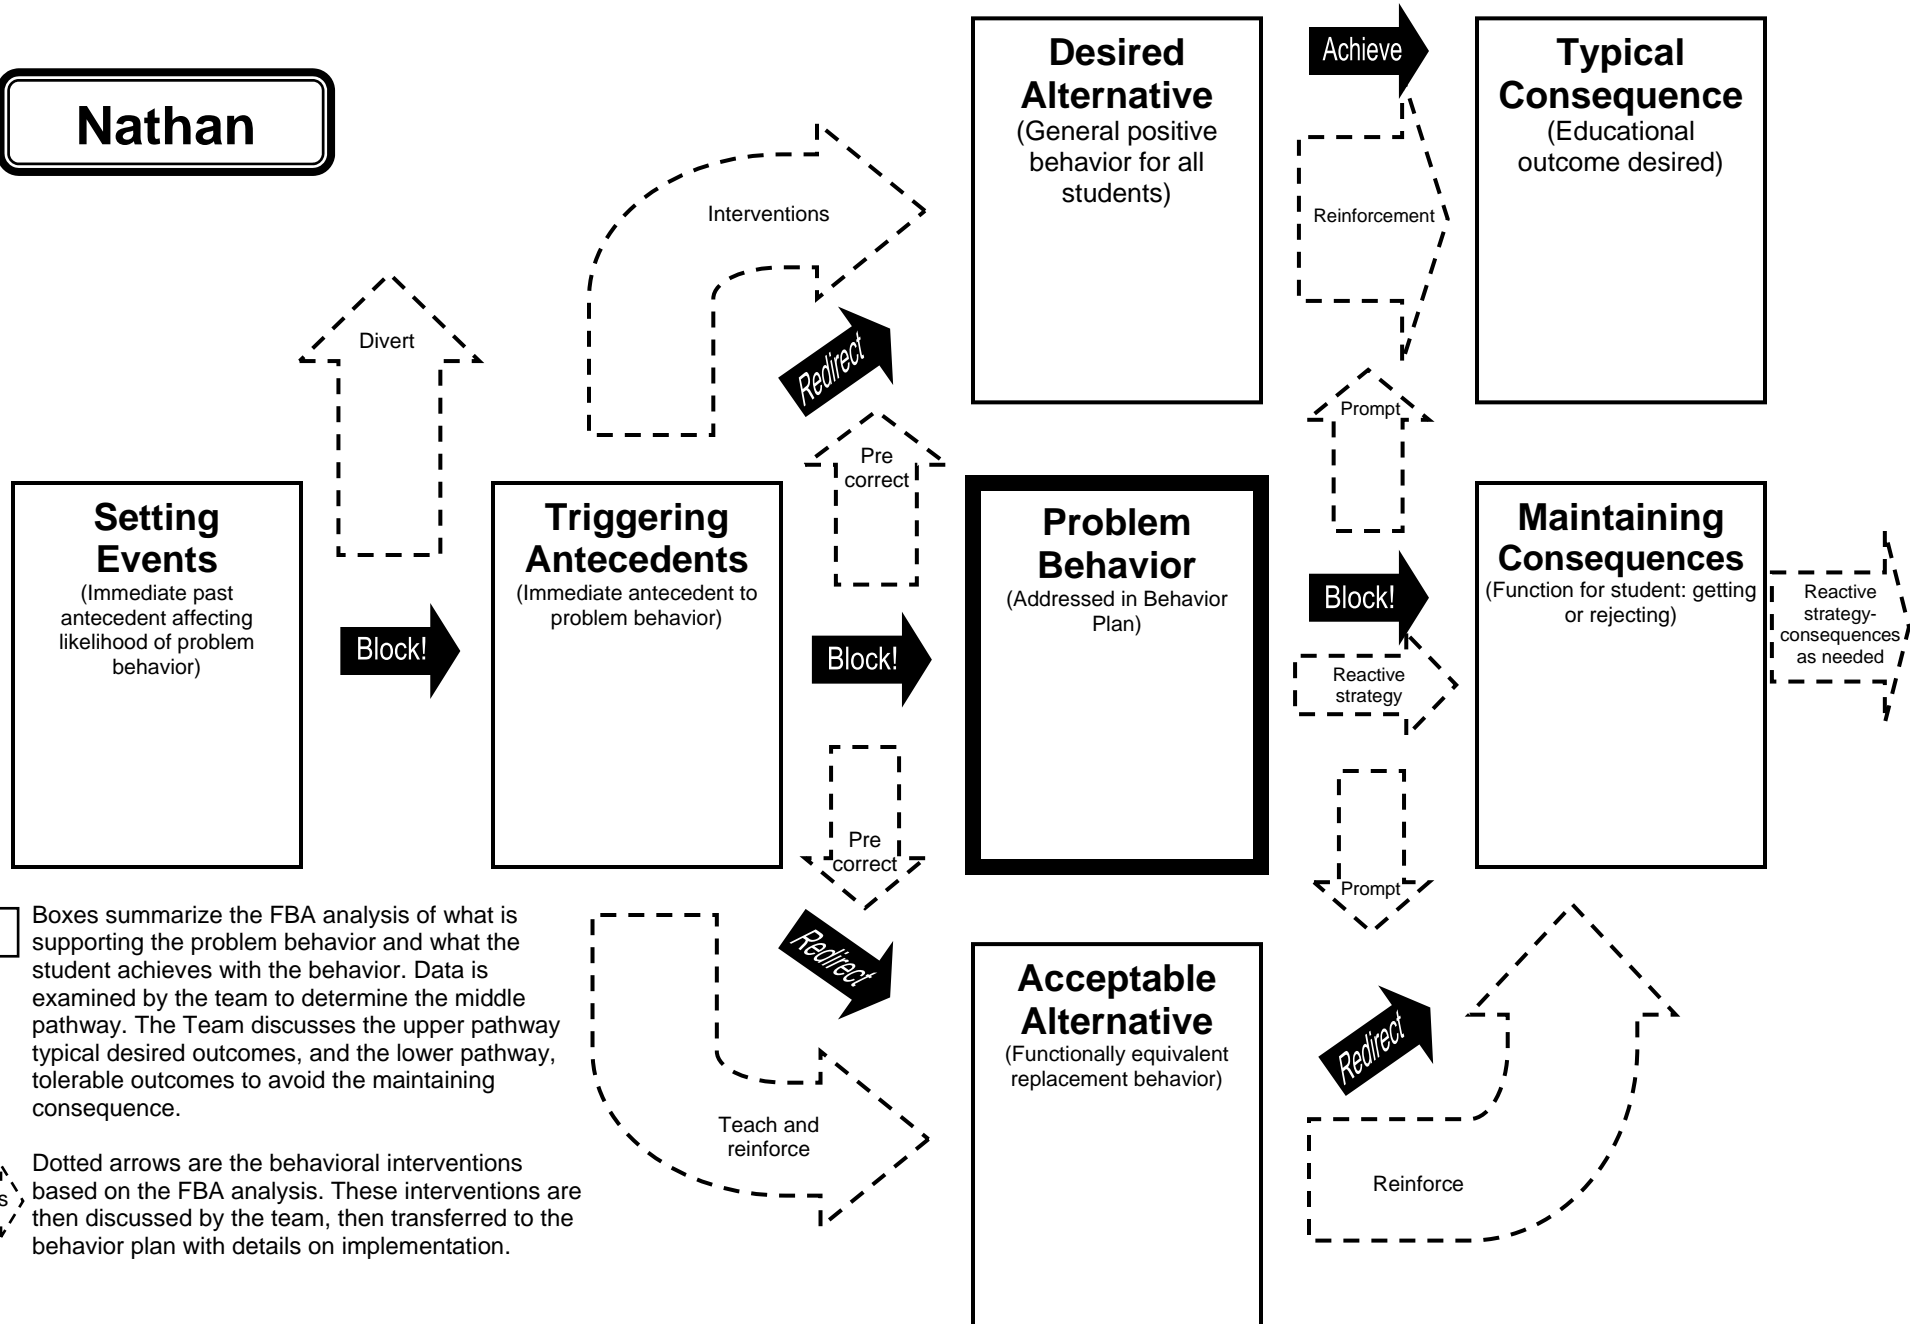 Nathan
Desired
Alternative
(General positive
behavior for all
students)
Achieve
Typical
Consequence
(Educational
outcome desired)
Interventions
Reinforcement
Divert
Redirect
Prompt
Pre
correct
Setting
Events
(Immediate past
antecedent affecting
likelihood of problem
behavior)
Block!
Triggering
Antecedents
(Immediate antecedent to
problem behavior)
Block!
Problem
Behavior
(Addressed in Behavior
Plan)
Block!
Reactive
strategy
Maintaining
Consequences
(Function for student: getting
or rejecting)
Reactive
strategy-
consequences
as needed
Pre
correct
Prompt
Redirect
Boxes summarize the FBA analysis of what is
supporting the problem behavior and what the
student achieves with the behavior. Data is
examined by the team to determine the middle
pathway. The Team discusses the upper pathway
typical desired outcomes, and the lower pathway,
tolerable outcomes to avoid the maintaining
consequence.
s
Dotted arrows are the behavioral interventions
based on the FBA analysis. These interventions are
then discussed by the team, then transferred to the
behavior plan with details on implementation.
Teach and
reinforce
Acceptable
Alternative
(Functionally equivalent
replacement behavior)
Redirect
Reinforce